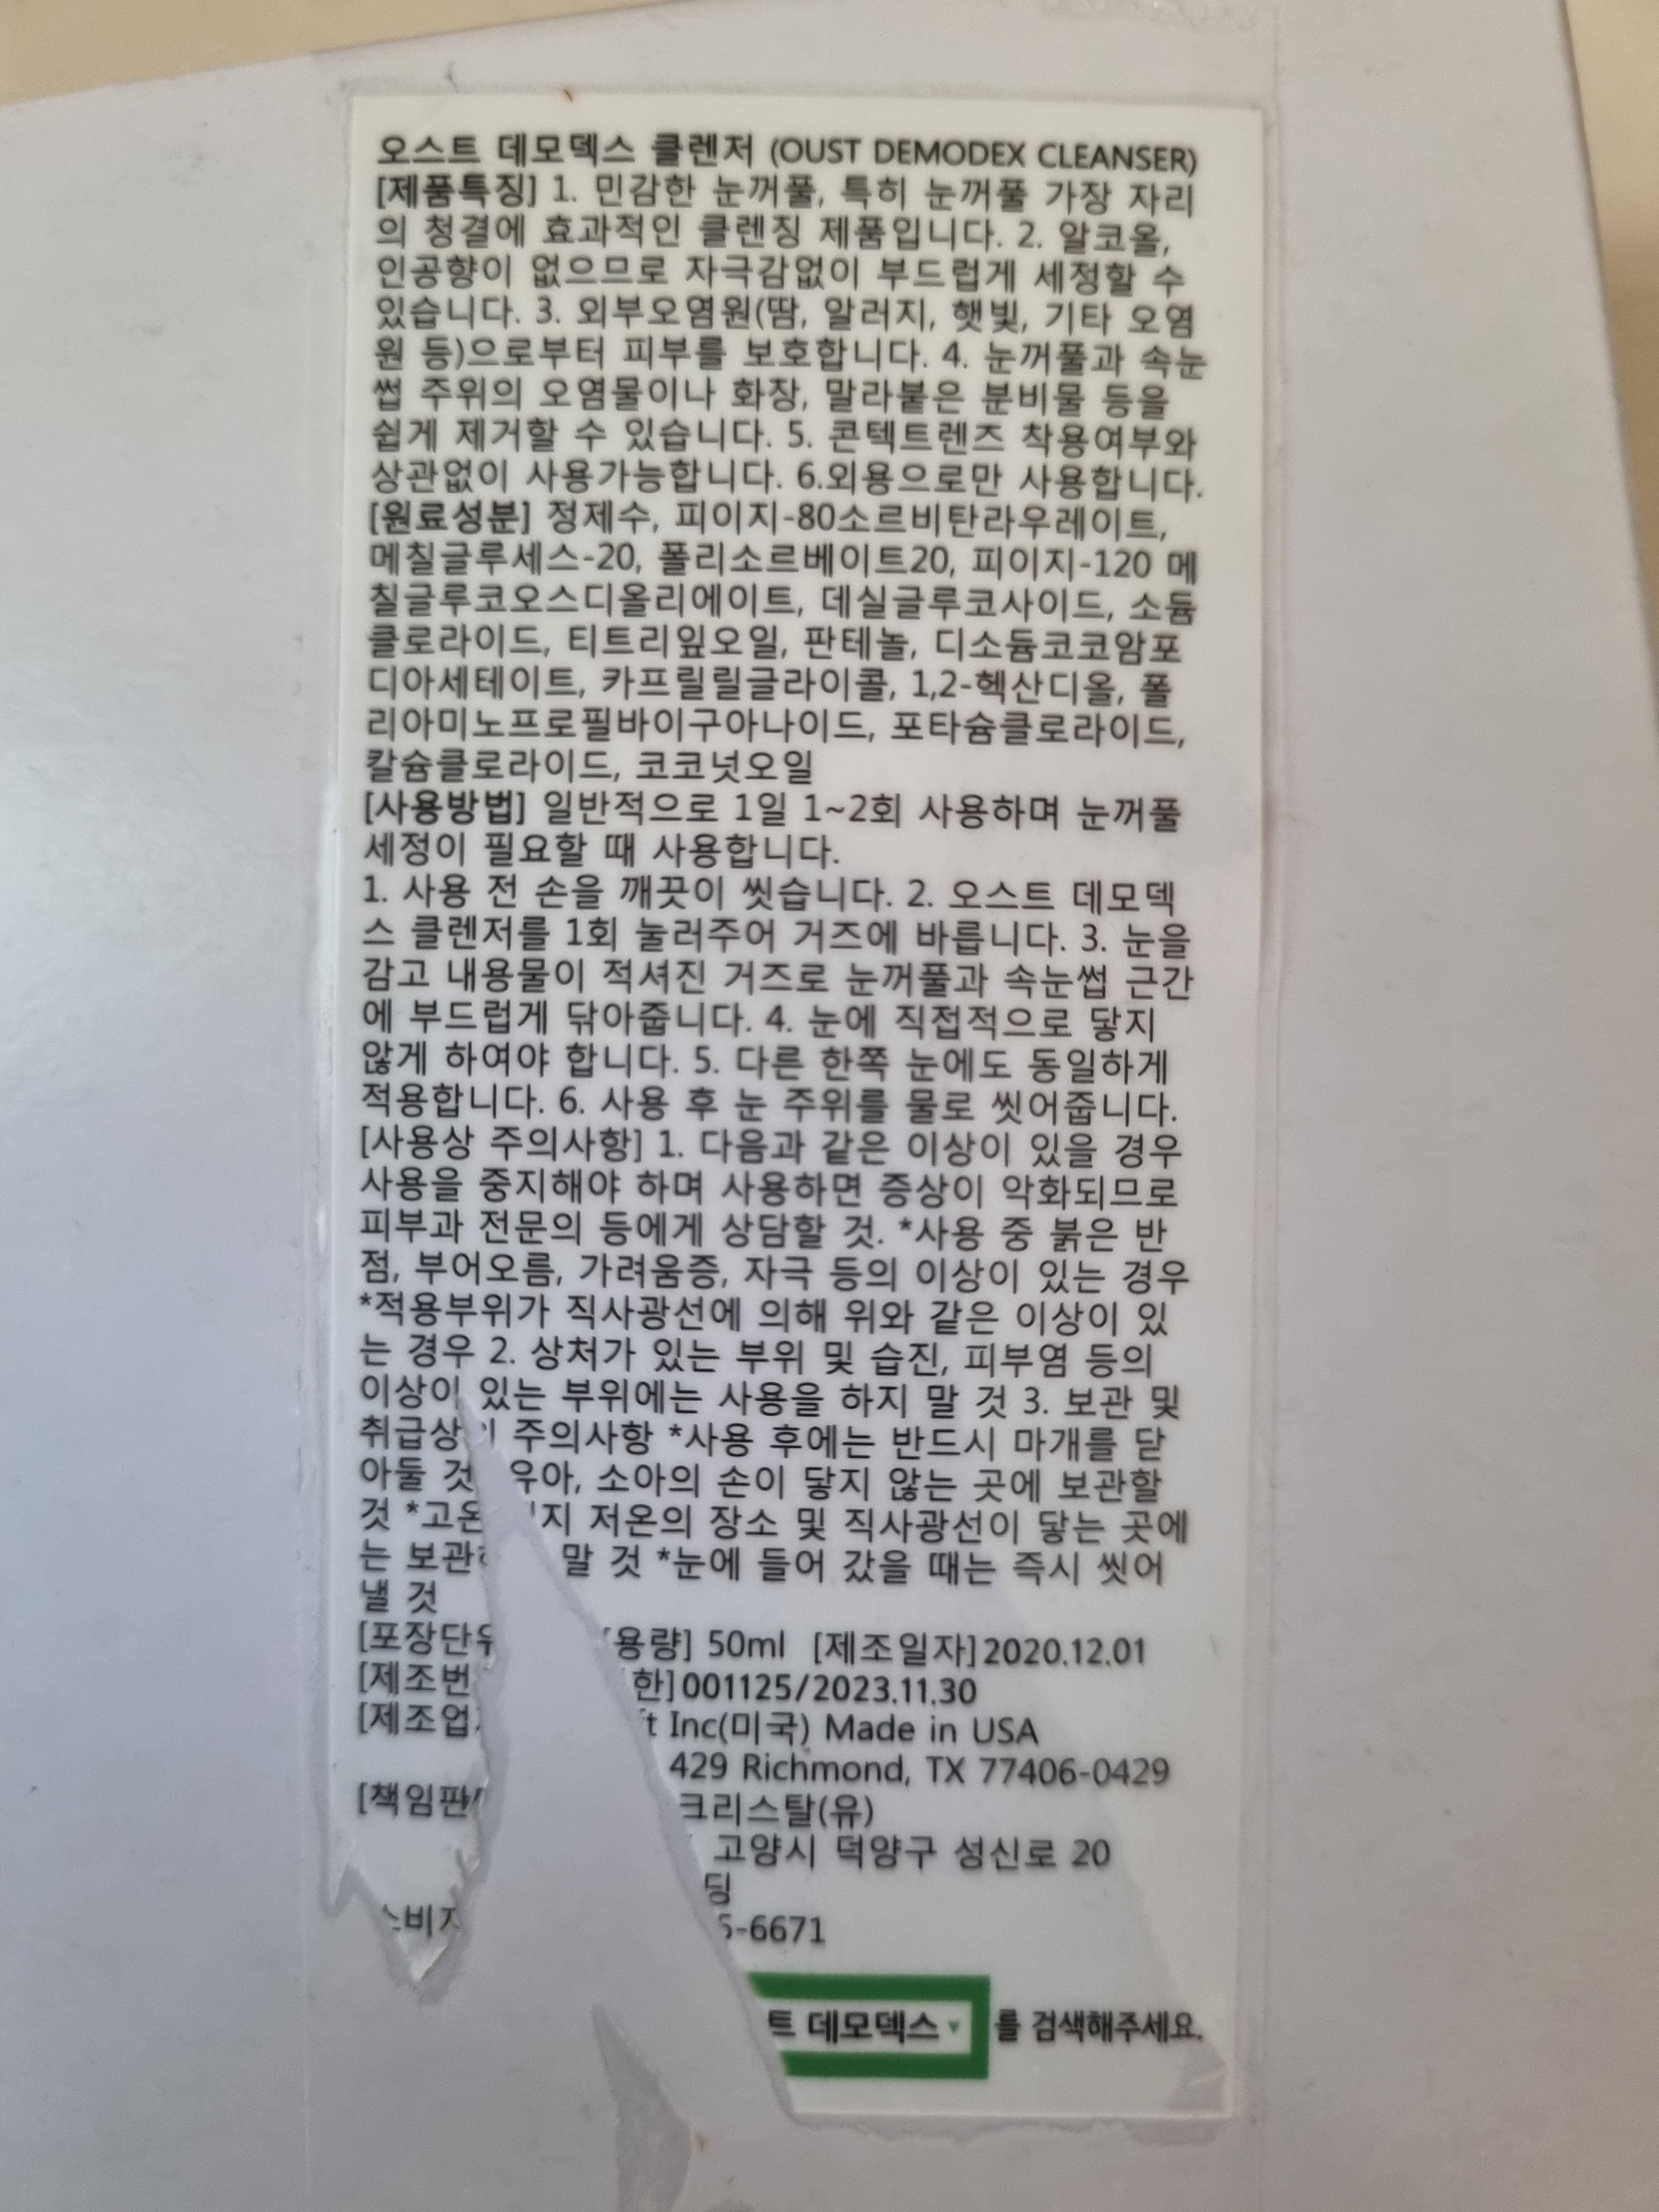 오스트 데모덱스 클렌저 (OUST DEMODEX CLEANSER)
[제품특징] 1. 민감한 눈꺼풀, 특히 눈꺼풀 가장 자리
의 청결에 효과적인 클렌징 제품입니다. 2. 알코올,
인공향이 없으므로 자극감없이 부드럽게 세정할 수
있습니다. 3. 외부오염원(땀, 알러지, 햇빛, 기타 오염
원 등)으로부터 피부를 보호합니다. 4. 눈꺼풀과 속눈
썹 주위의 오염물이나 화장, 말라붙은 분비물 등을
쉽게 제거할 수 있습니다. 5. 콘텍트렌즈 착용여부와
상관없이 사용가능합니다. 6.외용으로만 사용합니다.
[원료성분] 정제수, 피이지-80소르비탄라우레이트,
메칠글루세스-20, 폴리소르베이트20, 피이지-120 메
칠글루코오스디올리에이트, 데실글루코사이드, 소듐
클로라이드, 티트리잎오일, 판테놀, 디소듐코코암포
디아세테이트, 카프릴릴글라이콜, 1,2-헥산디올, 폴
리아미노프로필바이구아나이드, 포타슘클로라이드,
칼슘클로라이드, 코코넛오일
[사용방법] 일반적으로 1일 1~2회 사용하며 눈꺼풀
세정이 필요할 때 사용합니다.
1. 사용 전 손을 깨끗이 씻습니다. 2. 오스트 데모덱
스 클렌저를 1회 눌러주어 거즈에 바릅니다. 3. 눈을
감고 내용물이 적셔진 거즈로 눈꺼풀과 속눈썹 근간
에 부드럽게 닦아줍니다. 4. 눈에 직접적으로 닿지
않게 하여야 합니다. 5. 다른 한쪽 눈에도 동일하게
적용합니다. 6. 사용 후 눈 주위를 물로 씻어줍니다.
[사용상 주의사항] 1. 다음과 같은 이상이 있을 경우
사용을 중지해야 하며 사용하면 증상이 악화되므로
피부과 전문의 등에게 상담할 것. *사용 중 붉은 반
점, 부어오름, 가려움증, 자극 등의 이상이 있는 경우
*적용부위가 직사광선에 의해 위와 같은 이상이 있
는 경우 2. 상처가 있는 부위 및 습진, 피부염 등의
이상이 있는 부위에는 사용을 하지 말 것 3. 보관 및
취급상 주의사항 *사용 후에는 반드시 마개를 닫
아둘 것 유아, 소아의 손이 닿지 않는 곳에 보관할
것 *고온 지 저온의 장소 및 직사광선이 닿는 곳에
는 보관 말 것 *눈에 들어 갔을 때는 즉시 씻어
낼 것
[포장단위 용량] 50ml [제조일자]2020.12.01
[제조번 한]001125/2023.11.30
[제조업 Inc(미국) Made in USA
429 Richmond, TX 77406-0429
[책임판 크리스탈(유)
고양시 덕양구 성신로 20
딩
소비자 5-6671
트 데모덱스 를 검색해주세요.